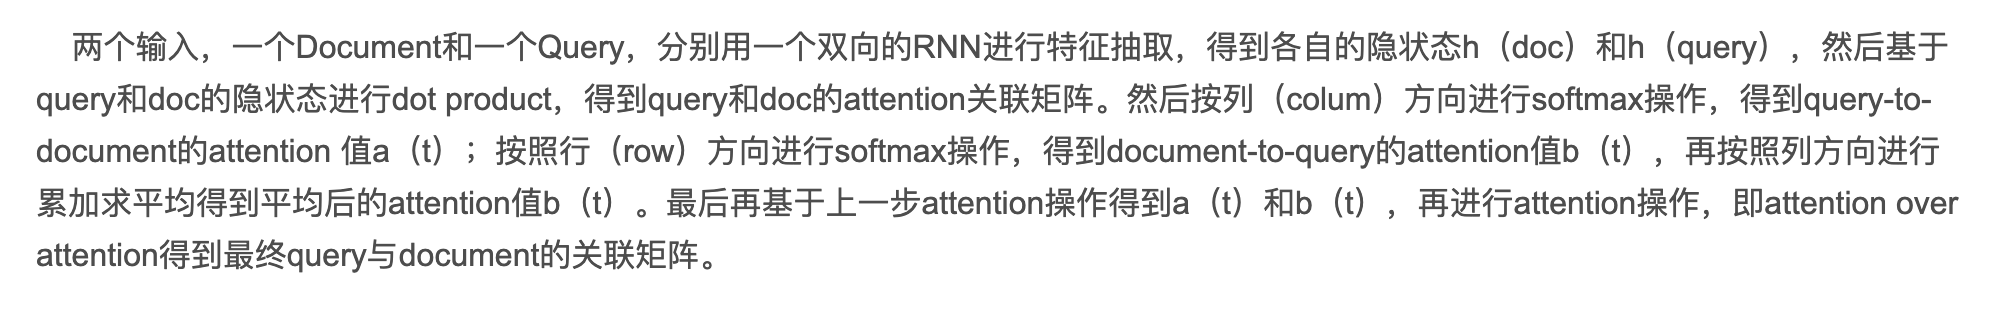 两个输入，一个Document和一个Query，分别用一个双向的RNN进行特征抽取，得到各自的隐状态h（doc）和h（query），然后基于
query和doc的隐状态进行dot product，得到query和doc的attention关联矩阵。然后按列（colum）方向进行softmax操作，得到query-to-
document的attention 值a（t）；按照行（row）方向进行softmax操作，得到document-to-query的attention值b（t），再按照列方向进行
累加求平均得到平均后的attention值b（t）。最后再基于上一步attention操作得到a（t）和b（t），再进行attention操作，即attention over
attention得到最终query与document的关联矩阵。